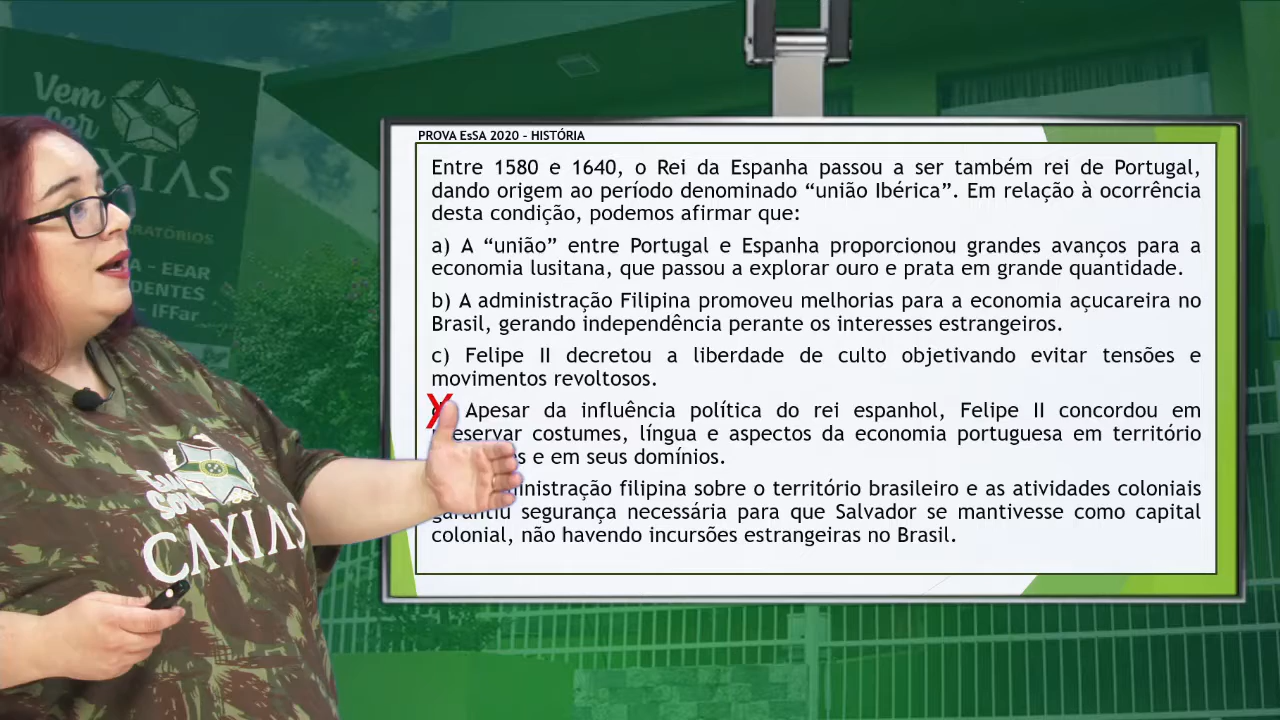 Vem
Ser
AXIAS
RATÓRIOS
A - EEAR
DENTES
- IFFar
PROVA EsSA 2020 - HISTÓRIA
Entre 1580 e 1640, o Rei da Espanha passou a ser também rei de Portugal,
dando origem ao período denominado “união Ibérica”. Em relação à ocorrência
desta condição, podemos afirmar que:
a) A “união” entre Portugal e Espanha proporcionou grandes avanços para a
economia lusitana, que passou a explorar ouro e prata em grande quantidade.
b) A administração Filipina promoveu melhorias para a economia açucareira no
Brasil, gerando independência perante os interesses estrangeiros.
c) Felipe II decretou a liberdade de culto objetivando evitar tensões e
movimentos revoltosos.
X Apesar da influência política do rei espanhol, Felipe II concordou em
eservar costumes, língua e aspectos da economia portuguesa em território
s e em seus domínios.
ministração filipina sobre o território brasileiro e as atividades coloniais
garantiu segurança necessária para que Salvador se mantivesse como capital
colonial, não havendo incursões estrangeiras no Brasil.
Sou
CAXIAS